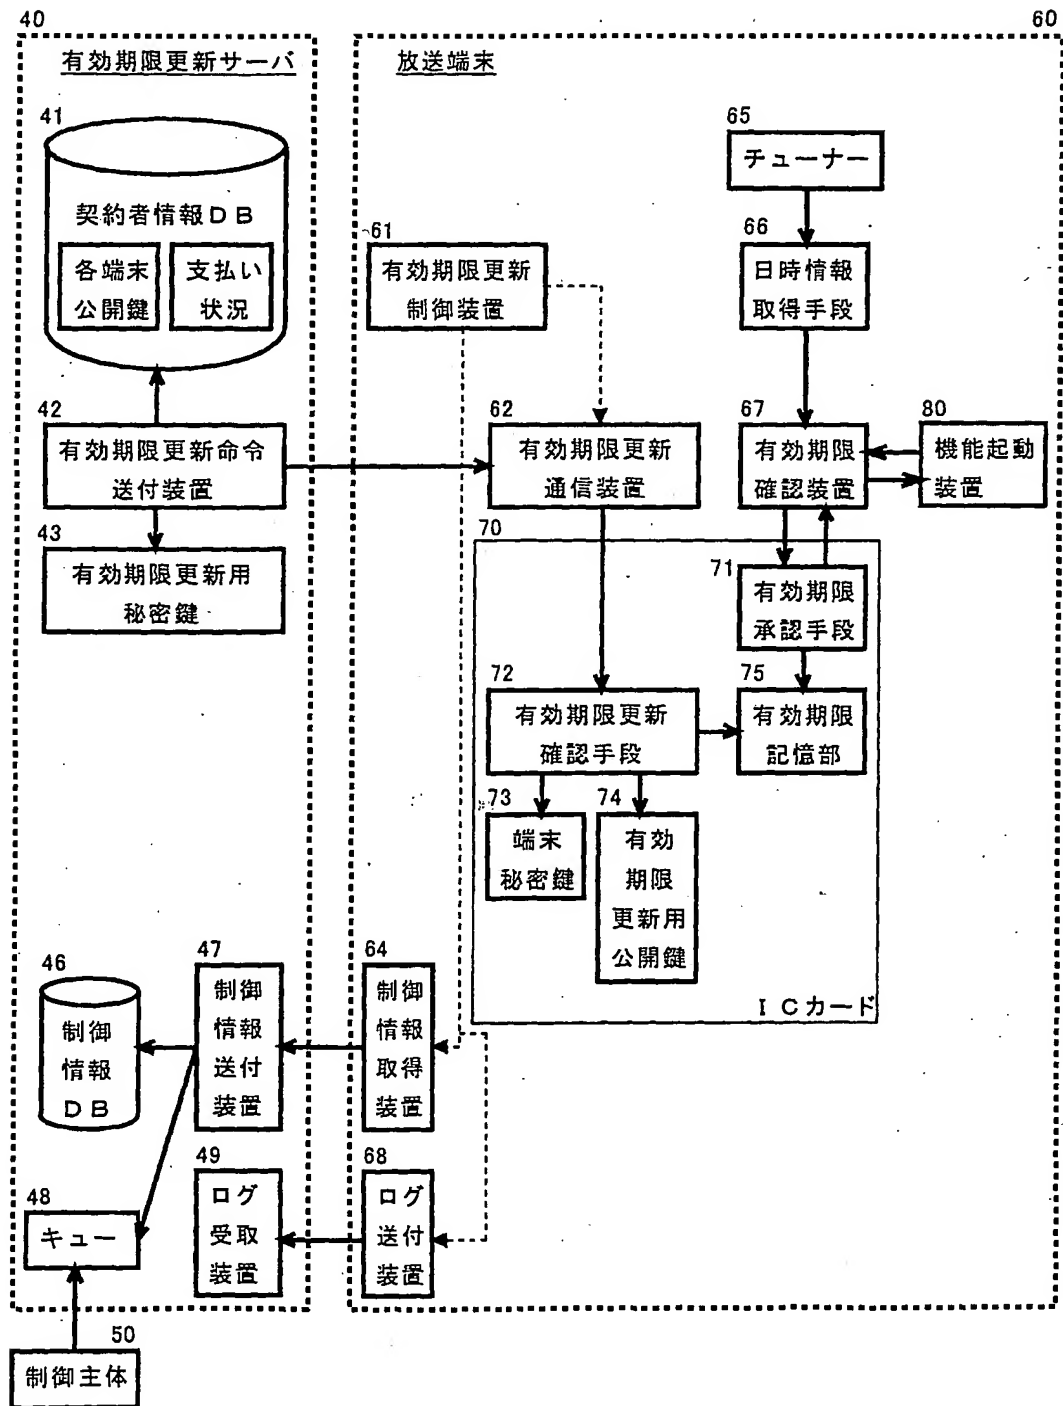 40
60
有効期限更新サーバ
放送端末
41
契約者情報DB
各端末
公開鍵
支払い
状況
65
チューナー
61
有効期限更新
制御装置
66
日時情報
取得手段
42
有効期限更新命令
送付装置
62
有効期限更新
通信装置
67
有効期限
確認装置
80
機能起動
装置
43
有効期限更新用
秘密鍵
70
71
有効期限
承認手段
72
有効期限更新
確認手段
75
有効期限
記憶部
73
端末
秘密鍵
74
有効
期限
更新用
公開鍵
ICカード
46
制御
情報
DB
47
制御
情報
送付
装置
64
制御
情報
取得
装置
48
キュー
49
ログ
受取
装置
68
ログ
送付
装置
50
制御主体